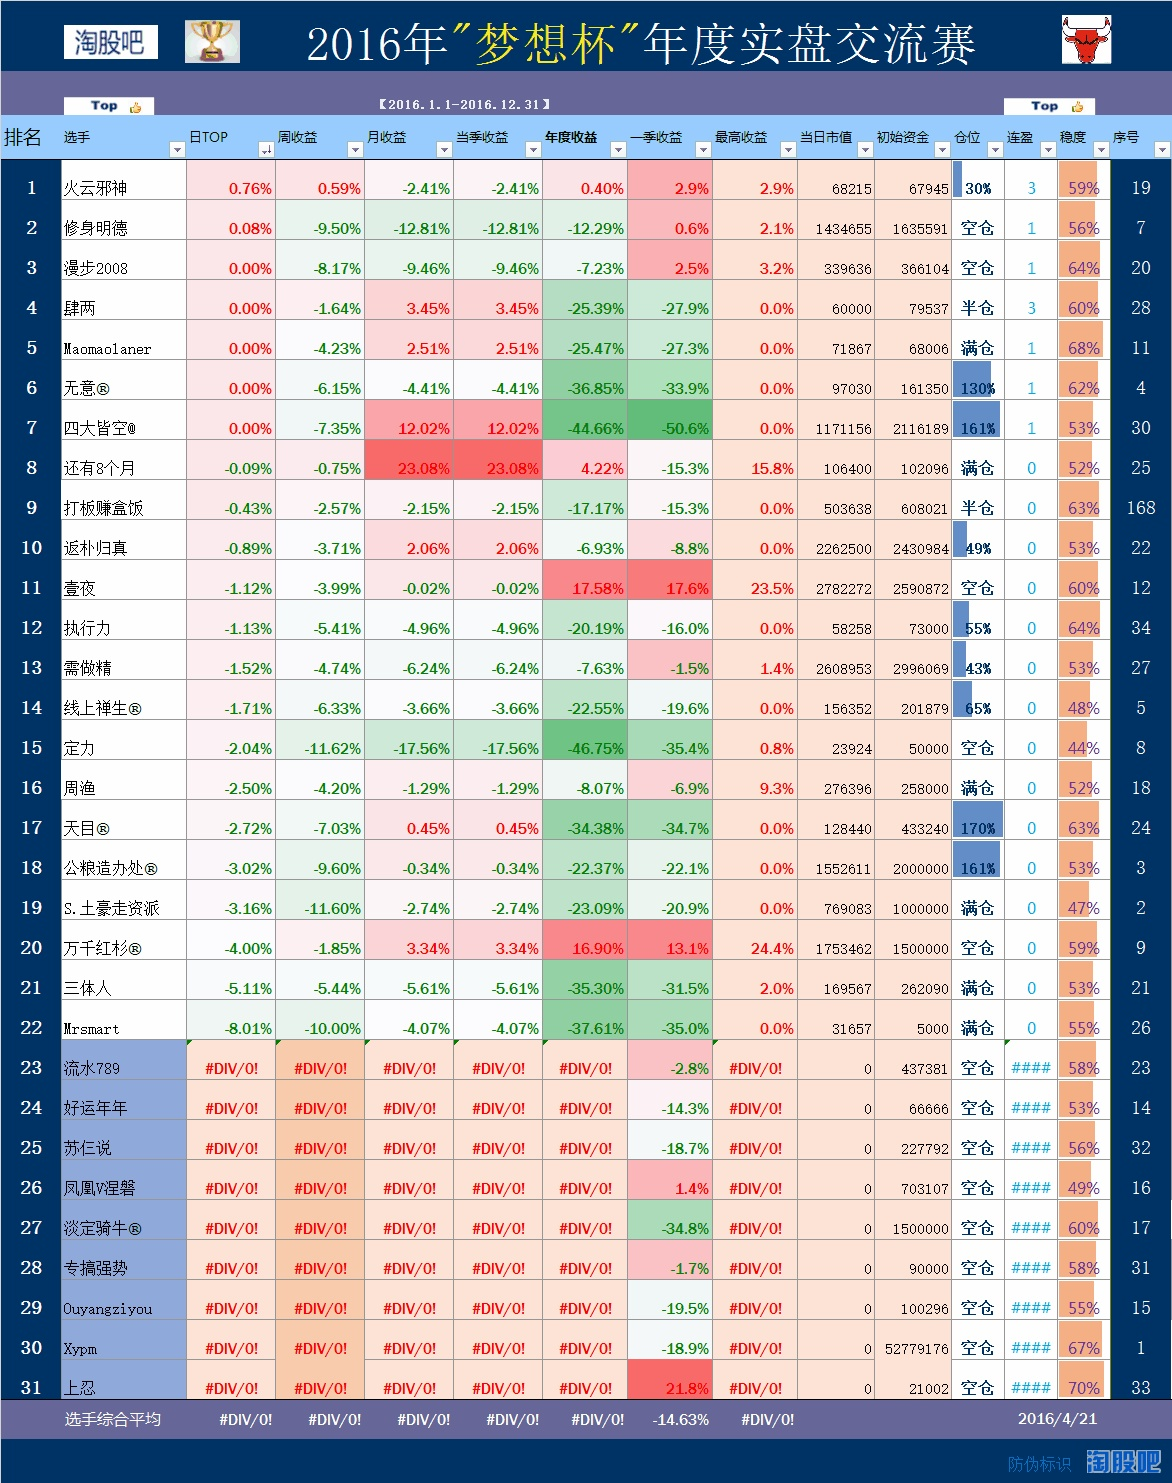 淘股吧 2016年"梦想杯"年度实盘交流赛
Top 【2016.1.1-2016.12.31】 Top
排名 选手 日TOP 周收益 月收益 当季收益 年度收益 一季收益 最高收益 当日市值 初始资金 仓位 连盈 稳度 序号
1 火云邪神 0.76% 0.59% -2.41% -2.41% 0.40% 2.9% 2.9% 68215 67945 30% 3 59% 19
2 修身明德 0.08% -9.50% -12.81% -12.81% -12.29% 0.6% 2.1% 1434655 1635591 空仓 1 56% 7
3 漫步2008 0.00% -8.17% -9.46% -9.46% -7.23% 2.5% 3.2% 339636 366104 空仓 1 64% 20
4 肆两 0.00% -1.64% 3.45% 3.45% -25.39% -27.9% 0.0% 60000 79537 半仓 3 60% 28
5 Maomaolaner 0.00% -4.23% 2.51% 2.51% -25.47% -27.3% 0.0% 71867 68006 满仓 1 68% 11
6 无意® 0.00% -6.15% -4.41% -4.41% -36.85% -33.9% 0.0% 97030 161350 130% 1 62% 4
7 四大皆空@ 0.00% -7.35% 12.02% 12.02% -44.66% -50.6% 0.0% 1171156 2116189 161% 1 53% 30
8 还有8个月 -0.09% -0.75% 23.08% 23.08% 4.22% -15.3% 15.8% 106400 102096 满仓 0 52% 25
9 打板赚盒饭 -0.43% -2.57% -2.15% -2.15% -17.17% -15.3% 0.0% 503638 608021 半仓 0 63% 168
10 返朴归真 -0.89% -3.71% 2.06% 2.06% -6.93% -8.8% 0.0% 2262500 2430984 49% 0 53% 22
11 壹夜 -1.12% -3.99% -0.02% -0.02% 17.58% 17.6% 23.5% 2782272 2590872 空仓 0 60% 12
12 执行力 -1.13% -5.41% -4.96% -4.96% -20.19% -16.0% 0.0% 58258 73000 55% 0 64% 34
13 需做精 -1.52% -4.74% -6.24% -6.24% -7.63% -1.5% 1.4% 2608953 2996069 43% 0 53% 27
14 线上禅生® -1.71% -6.33% -3.66% -3.66% -22.55% -19.6% 0.0% 156352 201879 65% 0 48% 5
15 定力 -2.04% -11.62% -17.56% -17.56% -46.75% -35.4% 0.8% 23924 50000 空仓 0 44% 8
16 周渔 -2.50% -4.20% -1.29% -1.29% -8.07% -6.9% 9.3% 276396 258000 满仓 0 52% 18
17 天目® -2.72% -7.03% 0.45% 0.45% -34.38% -34.7% 0.0% 128440 433240 170% 0 63% 24
18 公粮造办处® -3.02% -9.60% -0.34% -0.34% -22.37% -22.1% 0.0% 1552611 2000000 161% 0 53% 3
19 S.土豪走资派 -3.16% -11.60% -2.74% -2.74% -23.09% -20.9% 0.0% 769083 1000000 满仓 0 47% 2
20 万千红杉® -4.00% -1.85% 3.34% 3.34% 16.90% 13.1% 24.4% 1753462 1500000 空仓 0 59% 9
21 三体人 -5.11% -5.44% -5.61% -5.61% -35.30% -31.5% 2.0% 169567 262090 满仓 0 53% 21
22 Mrsmart -8.01% -10.00% -4.07% -4.07% -37.61% -35.0% 0.0% 31657 5000 满仓 0 55% 26
23 流水789 #DIV/0! #DIV/0! #DIV/0! #DIV/0! #DIV/0! -2.8% #DIV/0! 0 437381 空仓 #### 58% 23
24 好运年年 #DIV/0! #DIV/0! #DIV/0! #DIV/0! #DIV/0! -14.3% #DIV/0! 0 66666 空仓 #### 53% 14
25 苏仨说 #DIV/0! #DIV/0! #DIV/0! #DIV/0! #DIV/0! -18.7% #DIV/0! 0 227792 空仓 #### 56% 32
26 凤凰V涅磐 #DIV/0! #DIV/0! #DIV/0! #DIV/0! #DIV/0! 1.4% #DIV/0! 0 703107 空仓 #### 49% 16
27 淡定骑牛® #DIV/0! #DIV/0! #DIV/0! #DIV/0! #DIV/0! -34.8% #DIV/0! 0 1500000 空仓 #### 60% 17
28 专搞强势 #DIV/0! #DIV/0! #DIV/0! #DIV/0! #DIV/0! -1.7% #DIV/0! 0 90000 空仓 #### 58% 31
29 Ouyangziyou #DIV/0! #DIV/0! #DIV/0! #DIV/0! #DIV/0! -19.5% #DIV/0! 0 100296 空仓 #### 55% 15
30 Xypm #DIV/0! #DIV/0! #DIV/0! #DIV/0! #DIV/0! -18.9% #DIV/0! 0 52779176 空仓 #### 67% 1
31 上忍 #DIV/0! #DIV/0! #DIV/0! #DIV/0! #DIV/0! 21.8% #DIV/0! 0 21002 空仓 #### 70% 33
选手综合平均 #DIV/0! #DIV/0! #DIV/0! #DIV/0! #DIV/0! -14.63% #DIV/0! 2016/4/21
防伪标识 淘股吧